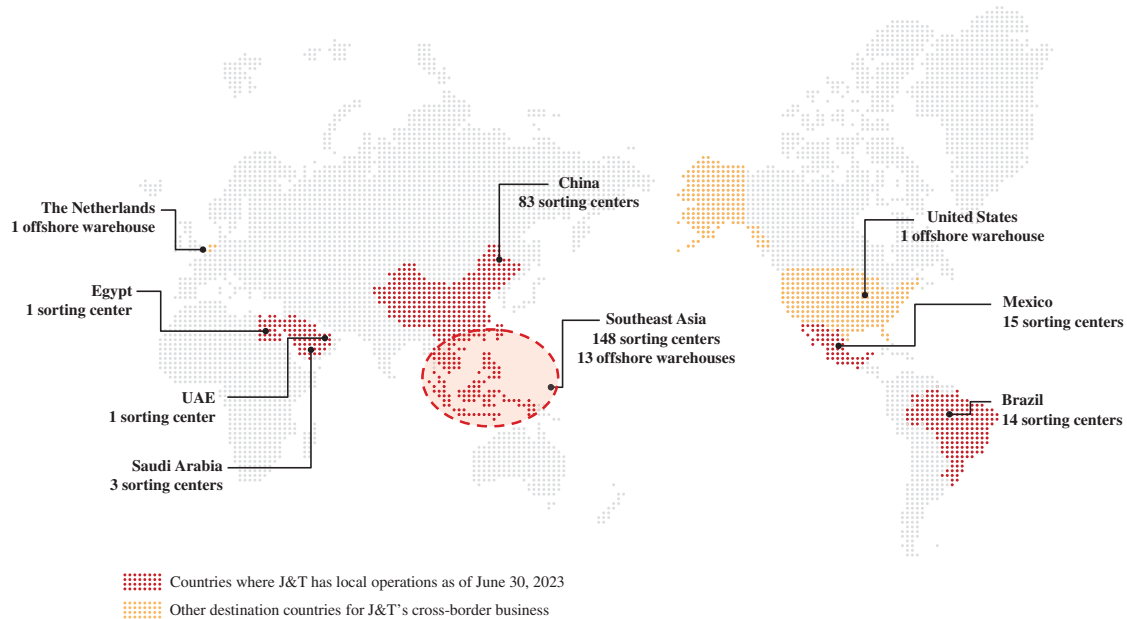 China
83 sorting centers
The Netherlands
1 offshore warehouse
United States
1 offshore warehouse
Egypt
1 sorting center
Mexico
15 sorting centers
Southeast Asia
148 sorting centers
13 offshore warehouses
UAE
1 sorting center
Brazil
14 sorting centers
Saudi Arabia
3 sorting centers
Countries where J&T has local operations as of June 30, 2023
Other destination countries for J&T's cross-border business